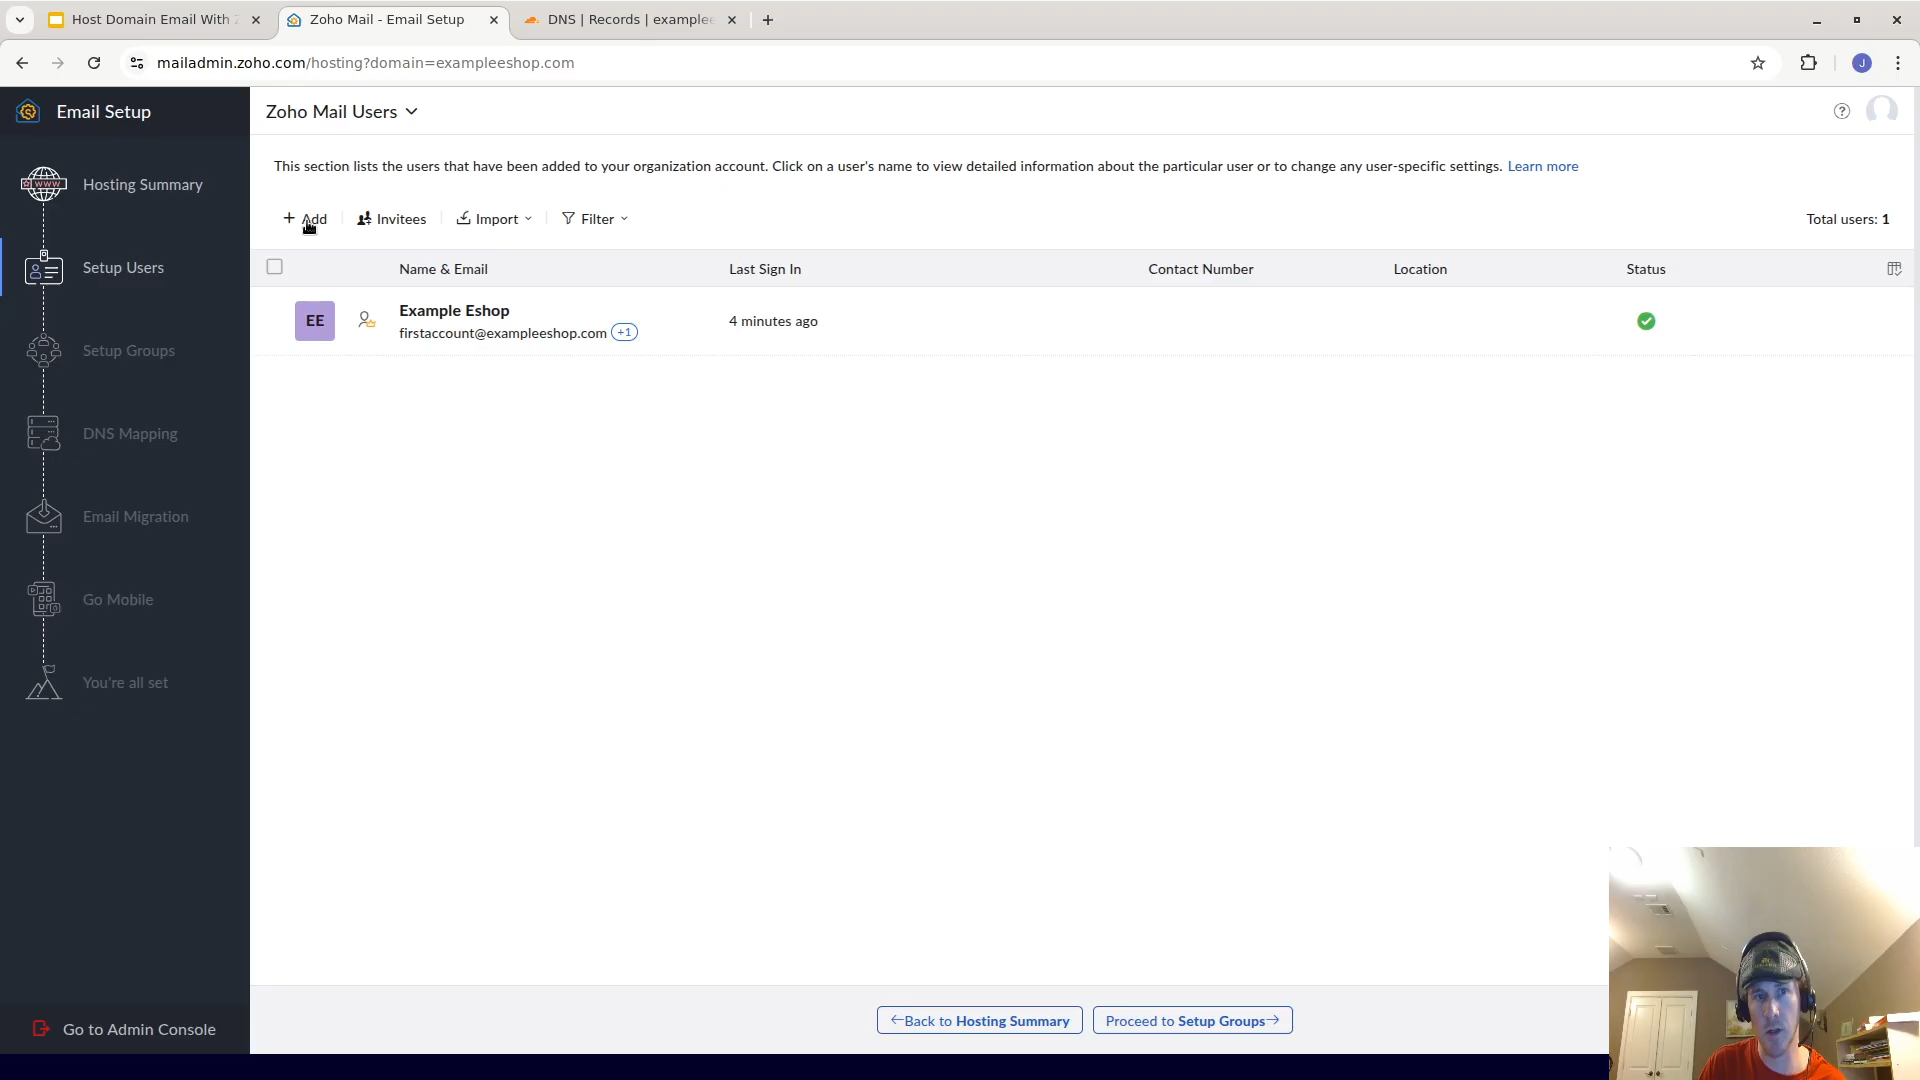 Host Domain Email With
Zoho Mail - Email Setup
DNS | Records | example
mailadmin.zoho.com/hosting?domain=exampleeshop.com
J
Email Setup
Zoho Mail Users
This section lists the users that have been added to your organization account. Click on a user's name to view detailed information about the particular user or to change any user-specific settings. Learn more
Hosting Summary
+ Add
Invitees
Import
Filter
Total users: 1
Setup Users
Name & Email
Last Sign In
Contact Number
Location
Status
EE
Example Eshop
firstaccount@exampleeshop.com +1
4 minutes ago
Setup Groups
DNS Mapping
Email Migration
Go Mobile
You're all set
Go to Admin Console
←Back to Hosting Summary
Proceed to Setup Groups→